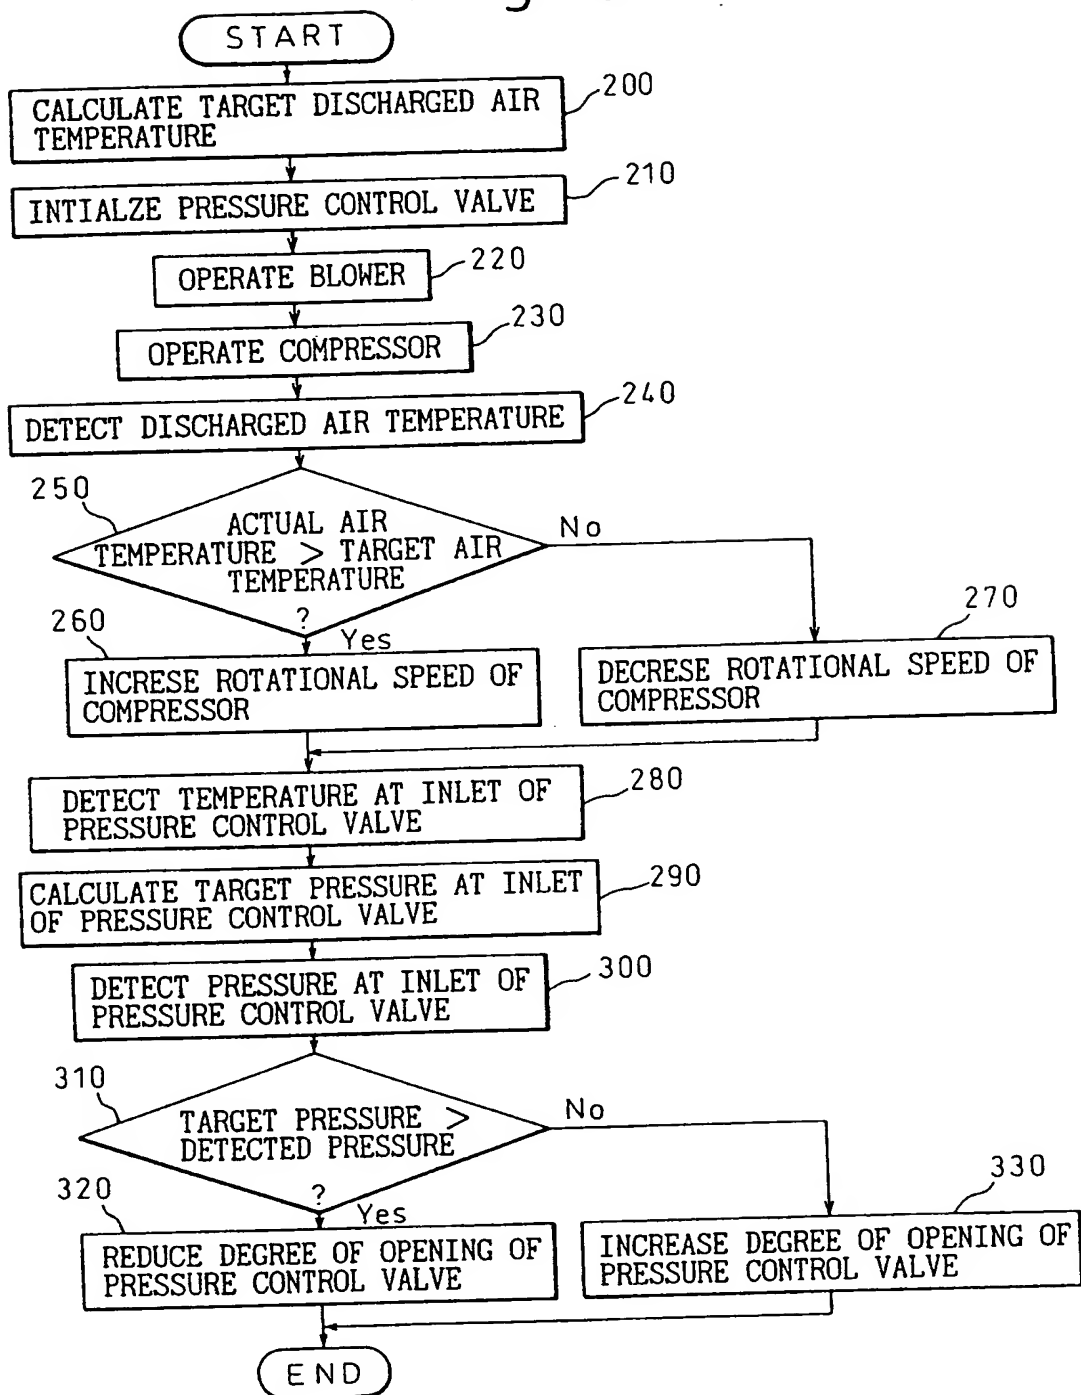 START
CALCULATE TARGET DISCHARGED AIR
TEMPERATURE
200
INTIALZE PRESSURE CONTROL VALVE
210
OPERATE BLOWER
220
OPERATE COMPRESSOR
230
DETECT DISCHARGED AIR TEMPERATURE
240
250
ACTUAL AIR
TEMPERATURE > TARGET AIR
TEMPERATURE
?
No
Yes
260
INCRESE ROTATIONAL SPEED OF
COMPRESSOR
270
DECRESE ROTATIONAL SPEED OF
COMPRESSOR
DETECT TEMPERATURE AT INLET OF
PRESSURE CONTROL VALVE
280
CALCULATE TARGET PRESSURE AT INLET
OF PRESSURE CONTROL VALVE
290
DETECT PRESSURE AT INLET OF
PRESSURE CONTROL VALVE
300
310
TARGET PRESSURE >
DETECTED PRESSURE
?
No
Yes
320
REDUCE DEGREE OF OPENING OF
PRESSURE CONTROL VALVE
330
INCREASE DEGREE OF OPENING OF
PRESSURE CONTROL VALVE
END